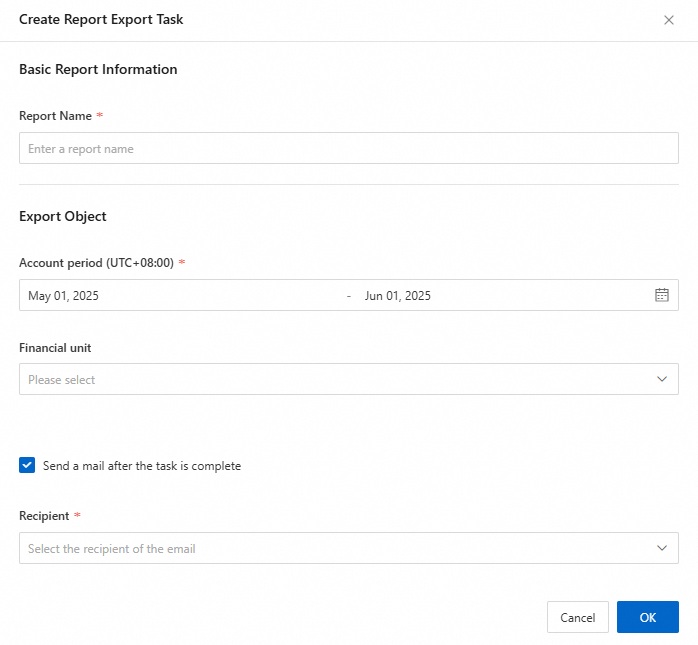 Create Report Export Task
Basic Report Information
Report Name *
Enter a report name
Export Object
Account period (UTC+08:00) *
May 01, 2025 - Jun 01, 2025
Financial unit
Please select
Send a mail after the task is complete
Recipient *
Select the recipient of the email
Cancel OK